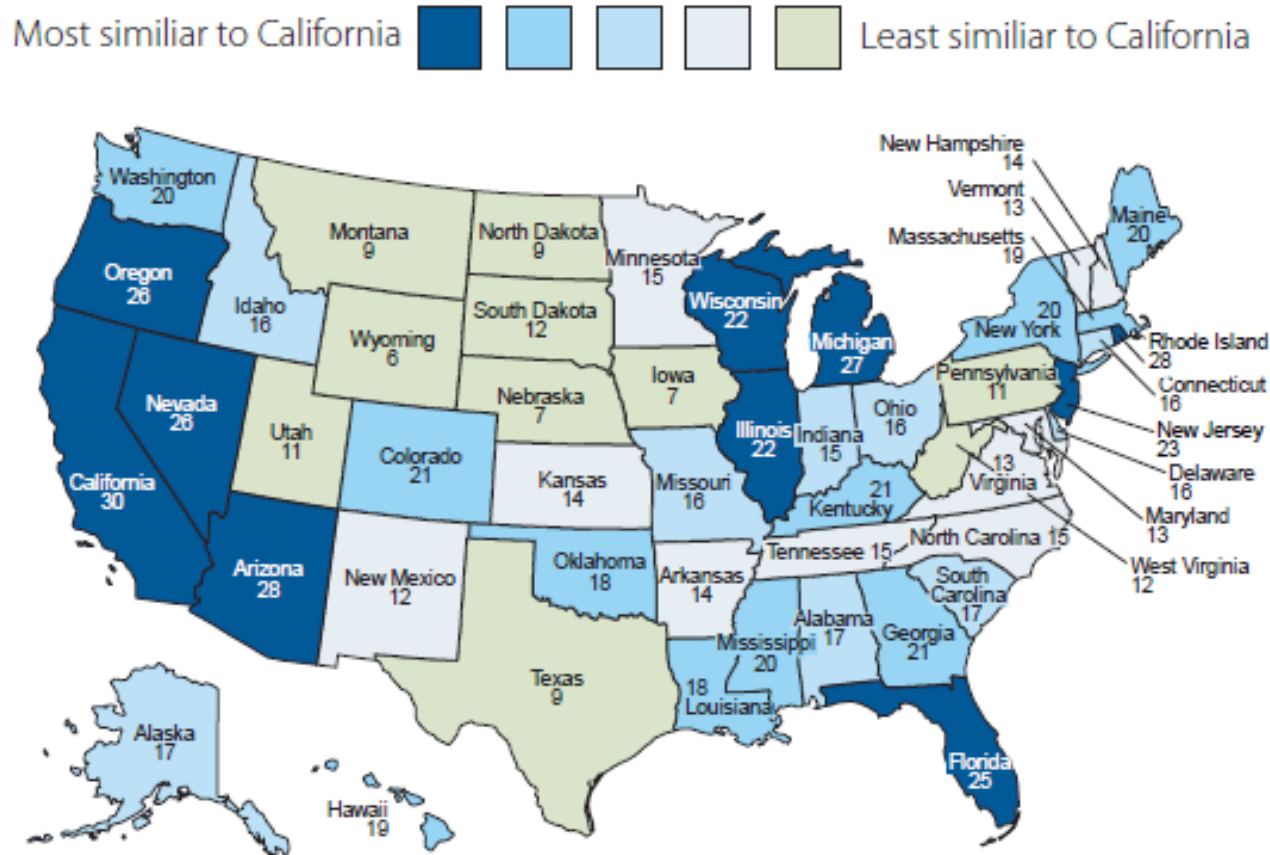 Most similiar to California
Least similiar to California
New Hampshire
14
Vermont
13
Massachusetts
19
Washington
20
Montana
9
North Dakota
9
Minnesota
15
Maine
20
Oregon
26
Idaho
16
South Dakota
12
Wisconsin
22
20
New York
Wyoming
6
Michigan
27
Rhode Island
28
Nebraska
7
Iowa
7
Pennsylvania
11
Connecticut
16
Nevada
26
Utah
11
Colorado
21
Illinois
22
Indiana
15
Ohio
16
New Jersey
23
California
30
Kansas
14
Missouri
16
21
Kentucky
13
Virginia
Delaware
16
Maryland
13
Arizona
28
New Mexico
12
Oklahoma
18
Arkansas
14
Tennessee 15
North Carolina 15
West Virginia
12
South
Carolina
17
Mississippi
20
Alabama
17
Georgia
21
Texas
9
18
Louisiana
Alaska
17
Hawaii
19
Florida
25